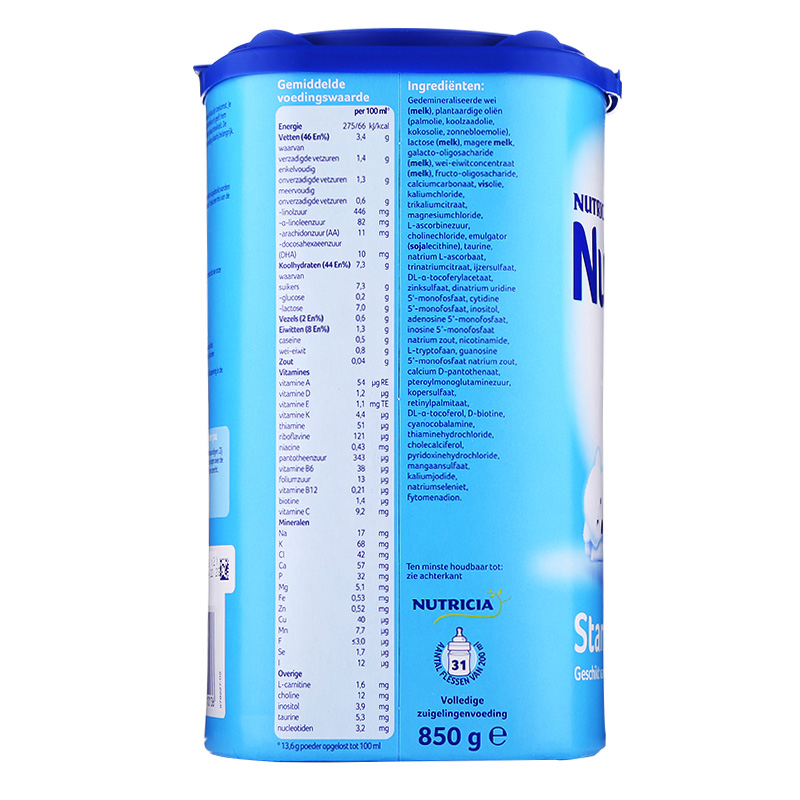 Gemiddelde
voedingswaarde
per 100 ml*
Energie 275/66 kj/kcal
Vetten (46 En%) 3,4 g
waarvan
verzadigde vetzuren 1,4 g
enkelvoudig
onverzadigde vetzuren 1,3 g
meervoudig
onverzadigde vetzuren 0,6 g
-linolzuur 446 mg
-α-linoleenzuur 82 mg
-arachidonzuur (AA) 11 mg
-docosahexaeenzuur
(DHA) 10 mg
Koolhydraten (44 En%) 7,3 g
waarvan
suikers 7,3 g
-glucose 0,2 g
-lactose 7,0 g
Vezels (2 En%) 0,6 g
Eiwitten (8 En%) 1,3 g
caseine 0,5 g
wei-eiwit 0,8 g
Zout 0,04 g
Vitamines
vitamine A 54 µg RE
vitamine D 1,2 µg
vitamine E 1,1 mg TE
vitamine K 4,4 µg
thiamine 51 µg
riboflavine 121 µg
niacine 0,43 mg
pantotheenzuur 343 µg
vitamine B6 38 µg
foliumzuur 13 µg
vitamine B12 0,21 µg
biotine 1,4 µg
vitamine C 9,2 mg
Mineralen
Na 17 mg
K 68 mg
Cl 42 mg
Ca 57 mg
P 32 mg
Mg 5,1 mg
Fe 0,53 mg
Zn 0,52 mg
Cu 40 µg
Mn 7,7 µg
F ≤3,0 µg
Se 1,7 µg
I 12 µg
Overige
L-carnitine 1,6 mg
choline 12 mg
inositol 3,9 mg
taurine 5,3 mg
nucleotiden 3,2 mg
* 13,6 g poeder opgelost tot 100 ml
Ingrediënten:
Gedemineraliseerde wei
(melk), plantaardige oliën
(palmolie, koolzaadolie,
kokosolie, zonnebloemolie),
lactose (melk), magere melk,
galacto-oligosacharide
(melk), wei-eiwitconcentraat
(melk), fructo-oligosacharide,
calciumcarbonaat, visolie,
kaliumchloride,
trikaliumcitraat,
magnesiumchloride,
L-ascorbinezuur,
cholinechloride, emulgator
(sojalecithine), taurine,
natrium L-ascorbaat,
trinatriumcitraat, ijzersulfaat,
DL-α-tocoferylacetaat,
zinksulfaat, dinatrium uridine
5'-monofosfaat, cytidine
5'-monofosfaat, inositol,
adenosine 5'-monofosfaat,
inosine 5'-monofosfaat
natrium zout, nicotinamide,
L-tryptofaan, guanosine
5'-monofosfaat natrium zout,
calcium D-pantothenaat,
pteroylmonoglutaminezuur,
kopersulfaat,
retinylpalmitaat,
DL-α-tocoferol, D-biotine,
cyanocobalamine,
thiaminehydrochloride,
cholecalciferol,
pyridoxinehydrochloride,
mangaansulfaat,
kaliumjodide,
natriumseleniet,
fytomenadion.
Ten minste houdbaar tot:
zie achterkant
NUTRICIA
31
AANTAL FLESSEN VAN 200 ml
Volledige
zuigelingenvoeding
850 g e
NUTRIC
Nu
Star
Geschikt